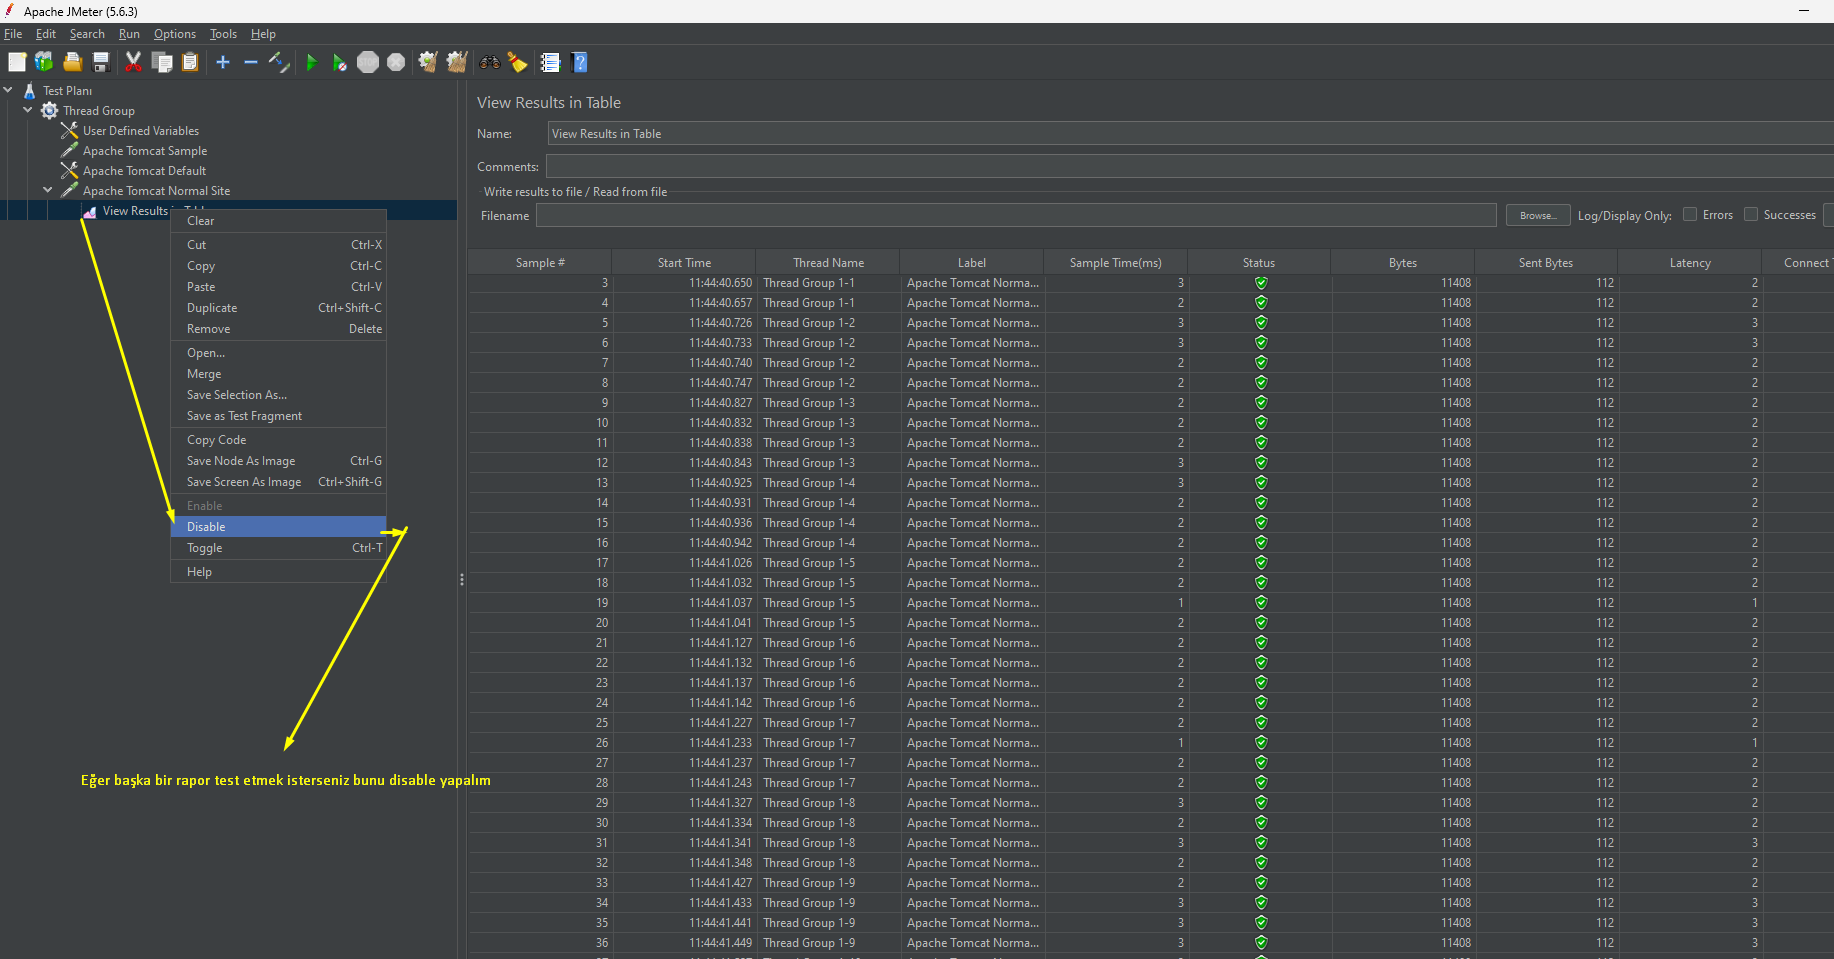 Apache JMeter (5.6.3)
File Edit Search Run Options Tools Help
Test Planı
Thread Group
User Defined Variables
Apache Tomcat Sample
Apache Tomcat Default
Apache Tomcat Normal Site
View Results
Clear
Cut Ctrl-X
Copy Ctrl-C
Paste Ctrl-V
Duplicate Ctrl+Shift-C
Remove Delete
Open...
Merge
Save Selection As...
Save as Test Fragment
Copy Code
Save Node As Image Ctrl-G
Save Screen As Image Ctrl+Shift-G
Enable
Disable
Toggle Ctrl-T
Help
Eğer başka bir rapor test etmek isterseniz bunu disable yapalım
View Results in Table
Name: View Results in Table
Comments:
Write results to file / Read from file
Filename Browse... Log/Display Only: Errors Successes
Sample # Start Time Thread Name Label Sample Time(ms) Status Bytes Sent Bytes Latency Connect
3 11:44:40.650 Thread Group 1-1 Apache Tomcat Norma... 3 11408 112 2
4 11:44:40.657 Thread Group 1-1 Apache Tomcat Norma... 2 11408 112 2
5 11:44:40.726 Thread Group 1-2 Apache Tomcat Norma... 3 11408 112 3
6 11:44:40.733 Thread Group 1-2 Apache Tomcat Norma... 3 11408 112 3
7 11:44:40.740 Thread Group 1-2 Apache Tomcat Norma... 2 11408 112 2
8 11:44:40.747 Thread Group 1-2 Apache Tomcat Norma... 2 11408 112 2
9 11:44:40.827 Thread Group 1-3 Apache Tomcat Norma... 2 11408 112 2
10 11:44:40.832 Thread Group 1-3 Apache Tomcat Norma... 2 11408 112 2
11 11:44:40.838 Thread Group 1-3 Apache Tomcat Norma... 2 11408 112 2
12 11:44:40.843 Thread Group 1-3 Apache Tomcat Norma... 3 11408 112 2
13 11:44:40.925 Thread Group 1-4 Apache Tomcat Norma... 3 11408 112 2
14 11:44:40.931 Thread Group 1-4 Apache Tomcat Norma... 2 11408 112 2
15 11:44:40.936 Thread Group 1-4 Apache Tomcat Norma... 2 11408 112 2
16 11:44:40.942 Thread Group 1-4 Apache Tomcat Norma... 2 11408 112 2
17 11:44:41.026 Thread Group 1-5 Apache Tomcat Norma... 2 11408 112 2
18 11:44:41.032 Thread Group 1-5 Apache Tomcat Norma... 2 11408 112 2
19 11:44:41.037 Thread Group 1-5 Apache Tomcat Norma... 1 11408 112 1
20 11:44:41.041 Thread Group 1-5 Apache Tomcat Norma... 2 11408 112 2
21 11:44:41.127 Thread Group 1-6 Apache Tomcat Norma... 2 11408 112 2
22 11:44:41.132 Thread Group 1-6 Apache Tomcat Norma... 2 11408 112 2
23 11:44:41.137 Thread Group 1-6 Apache Tomcat Norma... 2 11408 112 2
24 11:44:41.142 Thread Group 1-6 Apache Tomcat Norma... 2 11408 112 2
25 11:44:41.227 Thread Group 1-7 Apache Tomcat Norma... 2 11408 112 2
26 11:44:41.233 Thread Group 1-7 Apache Tomcat Norma... 1 11408 112 1
27 11:44:41.237 Thread Group 1-7 Apache Tomcat Norma... 2 11408 112 2
28 11:44:41.243 Thread Group 1-7 Apache Tomcat Norma... 2 11408 112 2
29 11:44:41.327 Thread Group 1-8 Apache Tomcat Norma... 3 11408 112 2
30 11:44:41.334 Thread Group 1-8 Apache Tomcat Norma... 2 11408 112 2
31 11:44:41.341 Thread Group 1-8 Apache Tomcat Norma... 3 11408 112 3
32 11:44:41.348 Thread Group 1-8 Apache Tomcat Norma... 2 11408 112 2
33 11:44:41.427 Thread Group 1-9 Apache Tomcat Norma... 2 11408 112 2
34 11:44:41.433 Thread Group 1-9 Apache Tomcat Norma... 3 11408 112 3
35 11:44:41.441 Thread Group 1-9 Apache Tomcat Norma... 3 11408 112 3
36 11:44:41.449 Thread Group 1-9 Apache Tomcat Norma... 3 11408 112 3